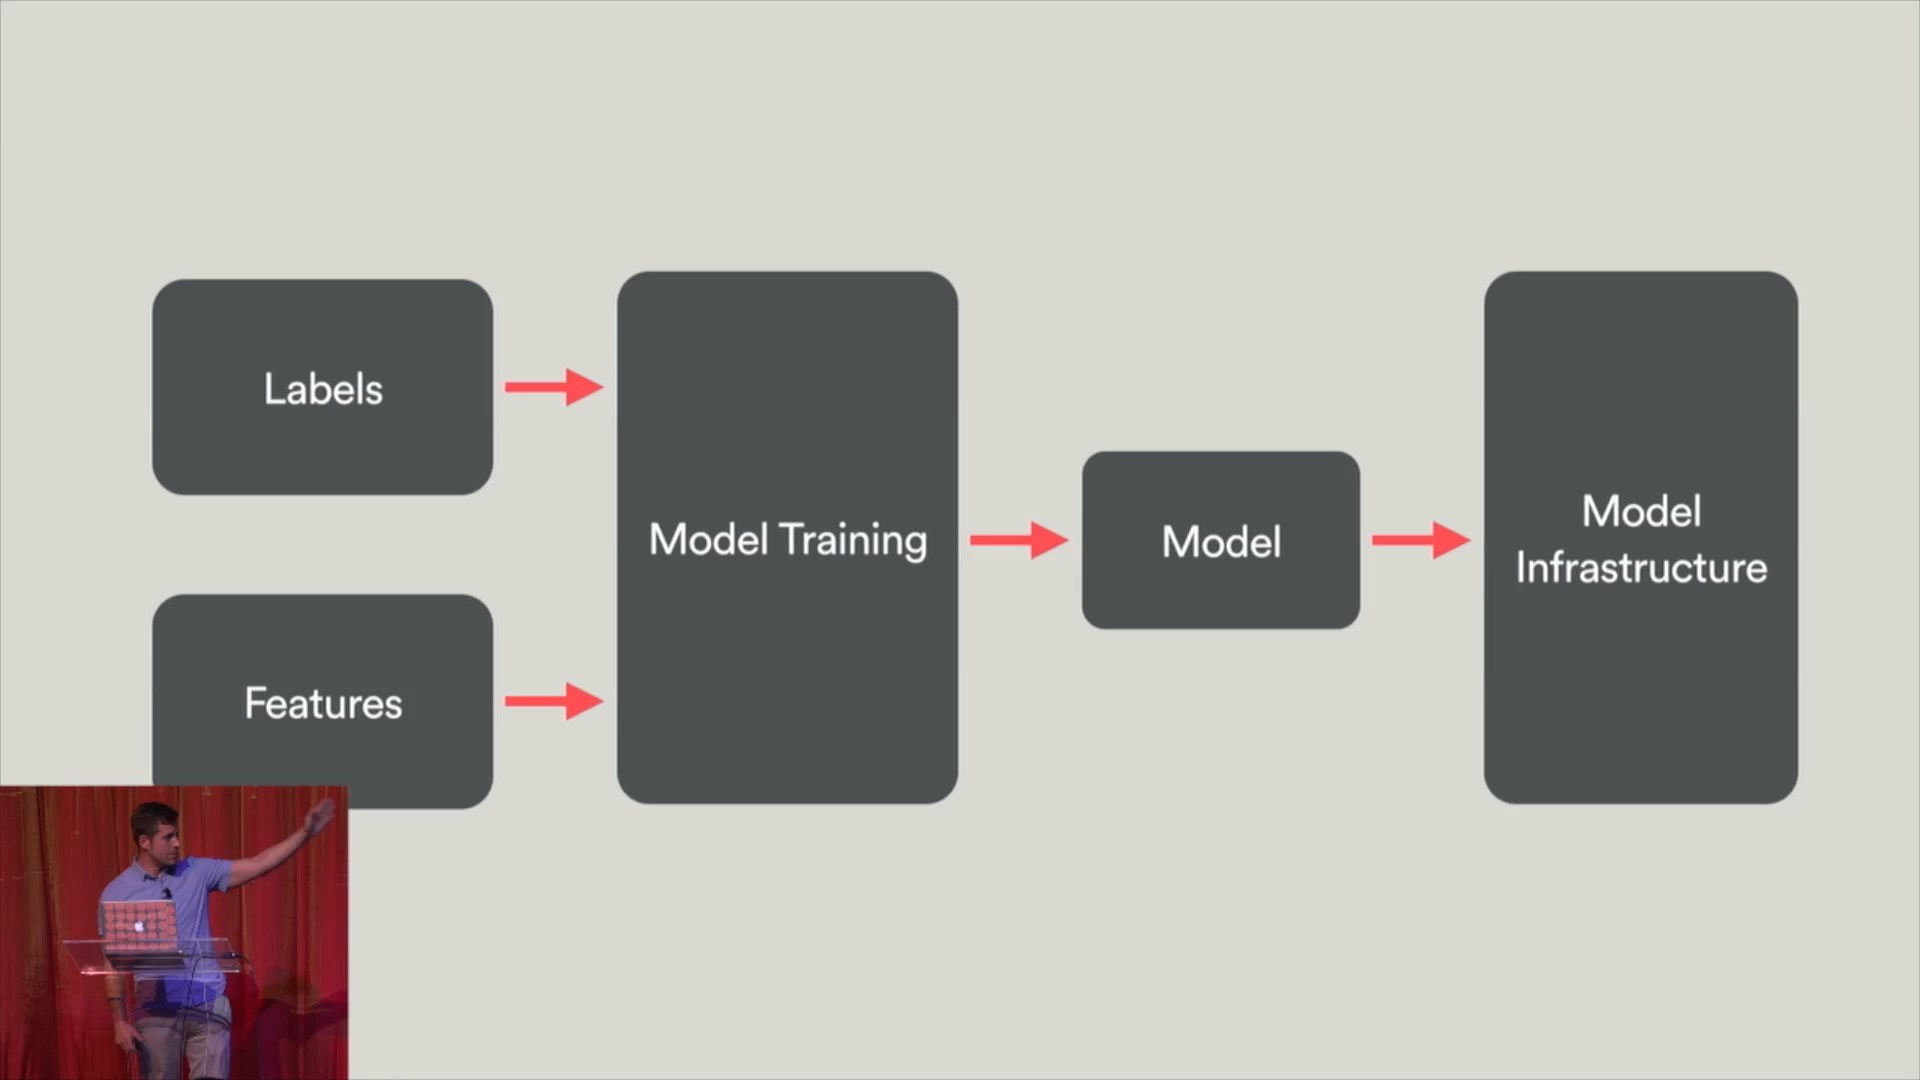 Labels
Features
Model Training
Model
Model
Infrastructure